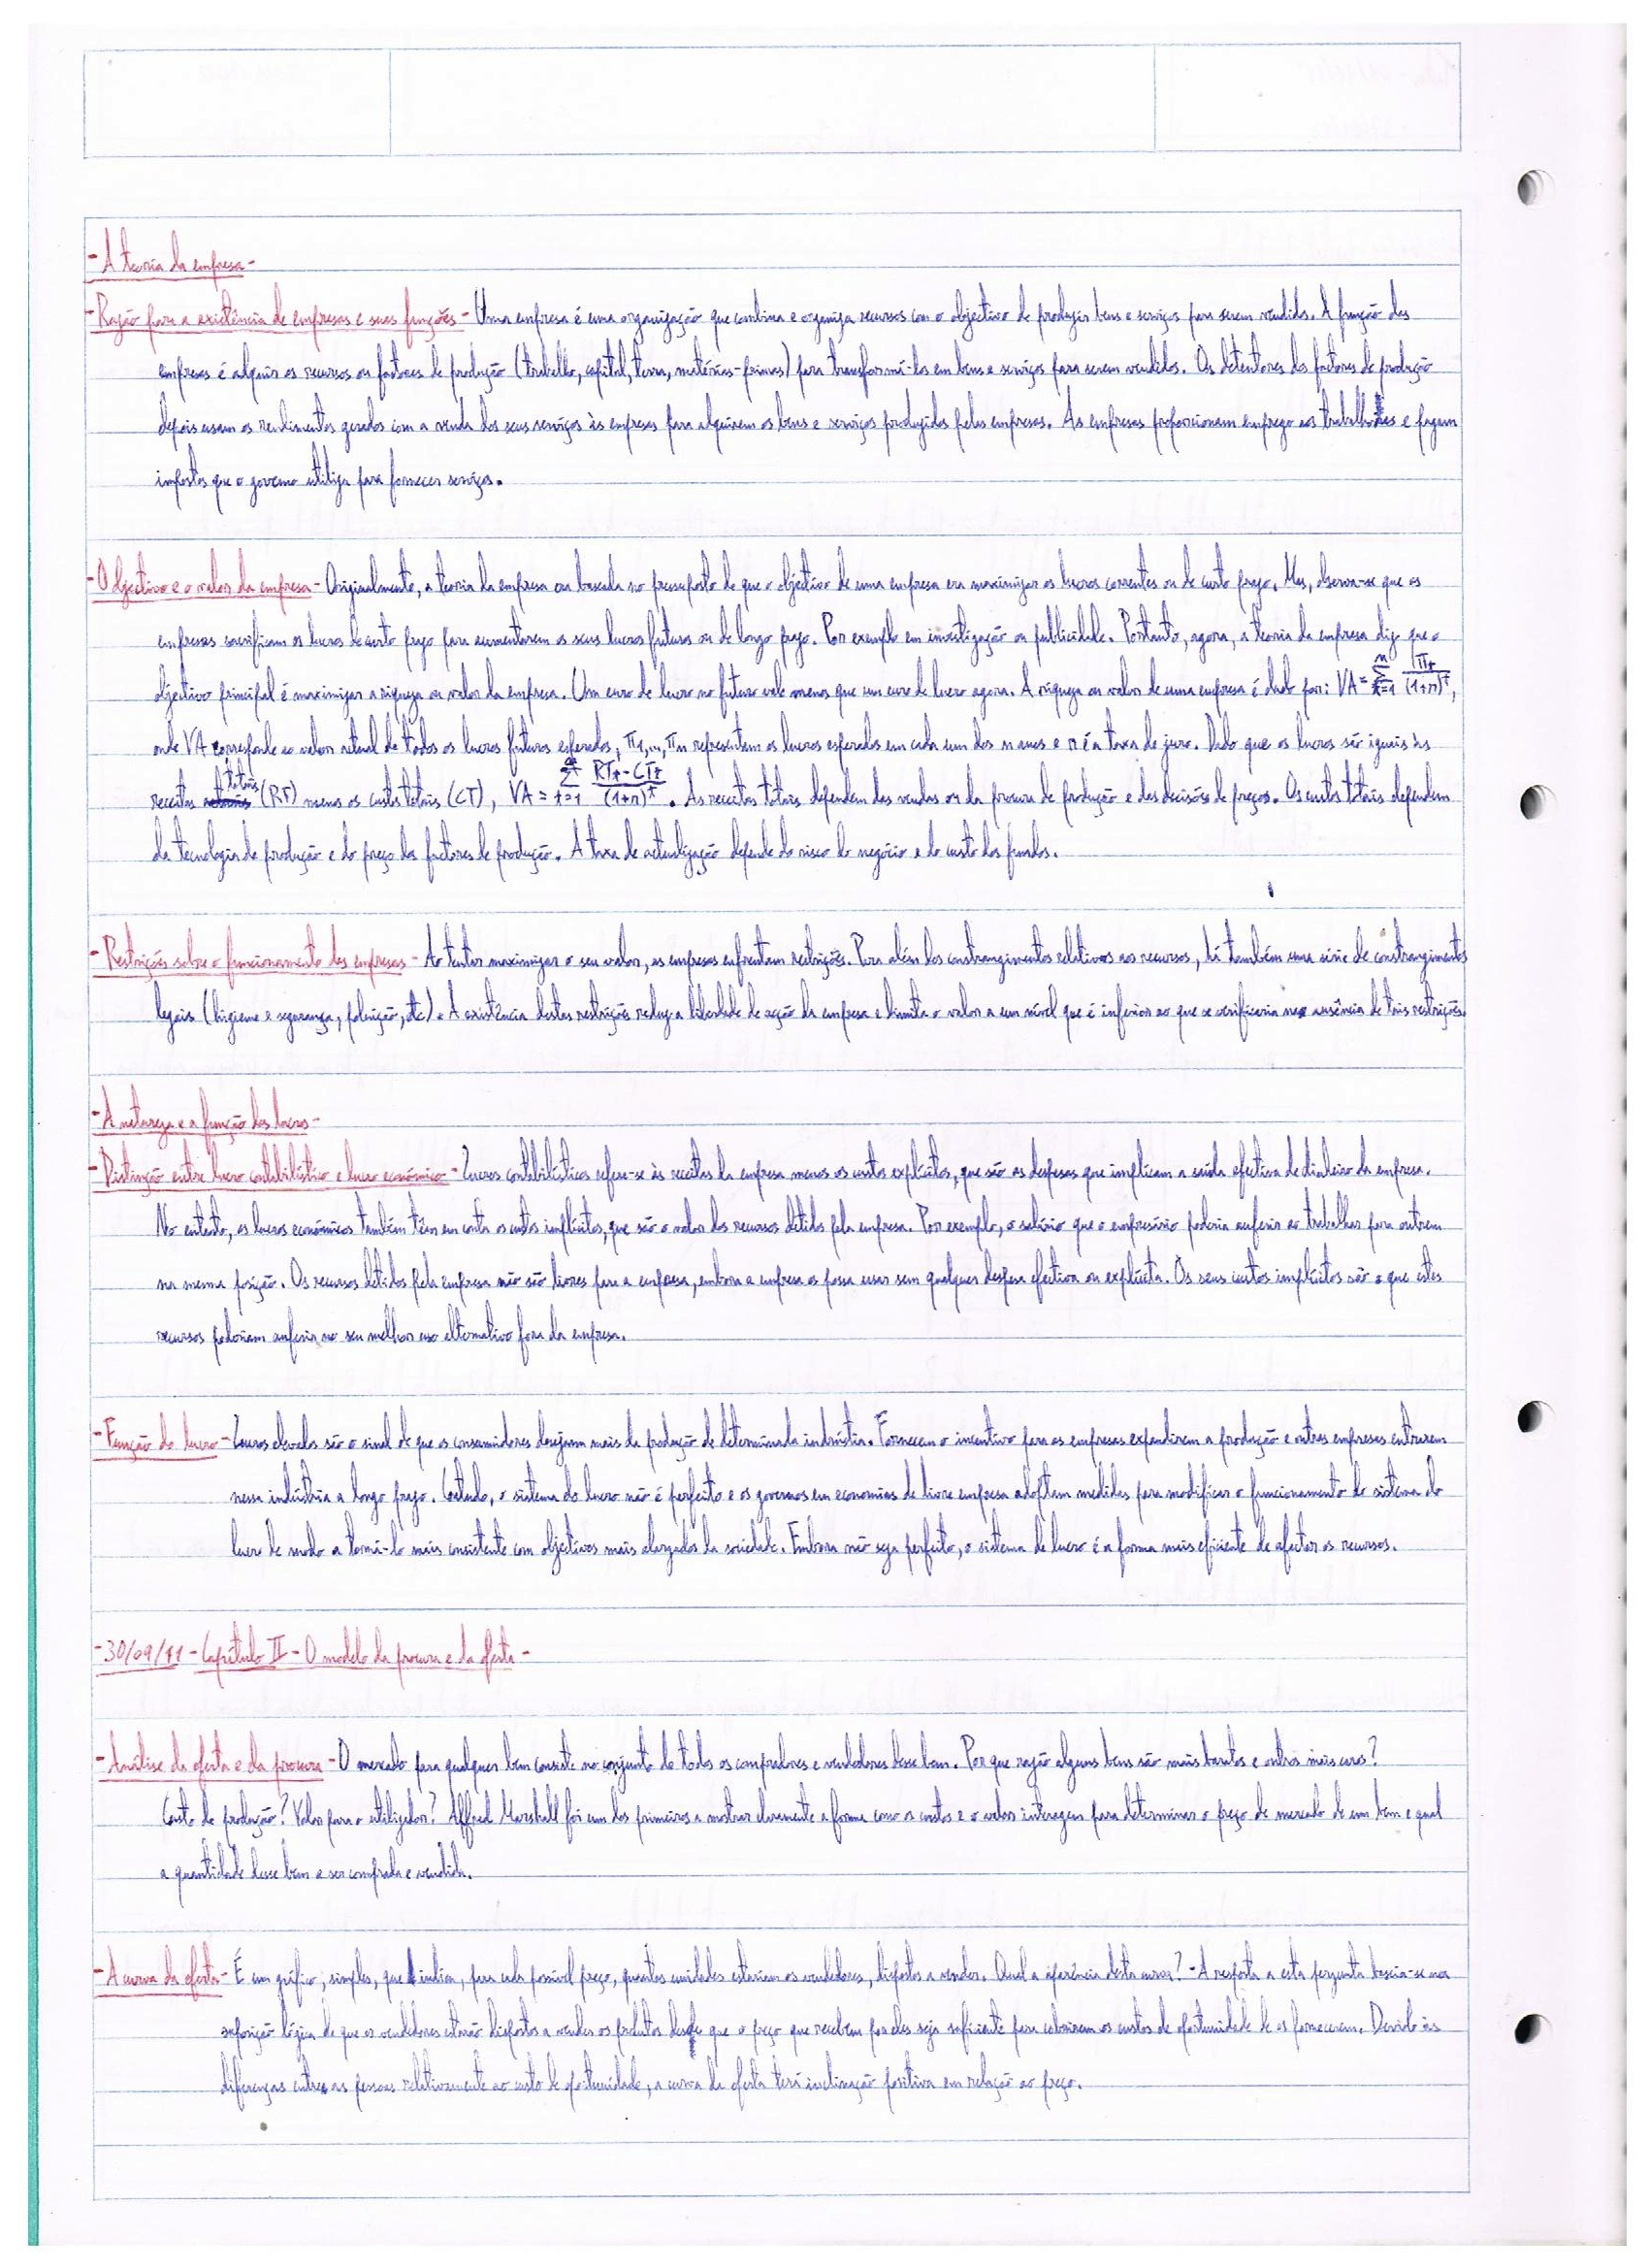 - A teoria da empresa -
- Razão para a existência de empresas e suas funções - Uma empresa é uma organização que combina e organiza recursos com o objectivo de produzir bens e serviços para serem vendidos. A função das
empresas é alquirir os recursos ou factores de produção (trabalho, capital, terra, matérias-primas) para transformá-los em bens e serviços para serem vendidos. Os detentores dos factores de produção
depois usam os rendimentos gerados com a venda dos seus serviços às empresas para alquirirem os bens e serviços produzidos pelas empresas. As empresas proporcionam emprego aos e pagam
impostos que o governo utiliza para fornecer serviços.
- Objectivo e o valor da empresa - Originalmente, a teoria da empresa era baseada no pressuposto de que o objectivo de uma empresa era maximizar os lucros correntes ou de curto prazo. Mas, observa-se que as
empresas sacrificam os lucros de curto prazo para aumentarem os seus lucros futuros ou de longo prazo. Por exemplo em investigação ou publicidade. Portanto, agora, a teoria da empresa diz que o
objectivo principal é maximizar a riqueza ou valor da empresa. Um euro de lucro no futuro vale menos que um euro de lucro agora. A riqueza ou valor de uma empresa é dado por: VA = Σ^n_{t=1} πt/(1+r)^t,
onde VA corresponde ao valor actual de todos os lucros futuros esperados, π1,...,πn representam os lucros esperados em cada um dos n anos e r é a taxa de juro. Dado que os lucros são iguais às
receitas totais (RT) menos os custos totais (CT), VA = Σ^n_{t=1} RTt-CTt/(1+r)^t. As receitas totais dependem das vendas ou da procura de produção e das decisões de preços. Os custos totais dependem
da tecnologia de produção e do preço dos factores de produção. A taxa de actualização depende do risco do negócio e do custo dos fundos.
- Restrições sobre o funcionamento das empresas - Ao tentar maximizar o seu valor, as empresas enfrentam restrições. Para além dos constrangimentos relativos aos recursos, há também uma série de constrangimentos
legais (higiene e segurança, poluição, etc). A existência destas restrições reduz a liberdade de acção da empresa e limita o valor a um nível que é inferior ao que se verificaria na ausência de tais restrições.
- A natureza e a função dos lucros -
- Distinção entre lucro contabilístico e lucro económico - Lucros contabilísticos refere-se às receitas da empresa menos os custos explícitos, que são as despesas que implicam a saída efectiva de dinheiro da empresa.
No entanto, os lucros económicos também têm em conta os custos implícitos, que são o valor dos recursos detidos pela empresa. Por exemplo, o salário que o empresário poderia auferir ao trabalhar para outrem
na mesma posição. Os recursos detidos pela empresa não são livres para a empresa, embora a empresa os possa usar sem qualquer despesa efectiva ou explícita. Os seus custos implícitos são o que estes
recursos poderiam auferir no seu melhor uso alternativo fora da empresa.
- Função do lucro - Lucros elevados são o sinal de que os consumidores desejam mais da produção de determinada indústria. Fornecem o incentivo para as empresas expandirem a produção e outras empresas entrarem
nessa indústria a longo prazo. Contudo, o sistema do lucro não é perfeito e os governos em economias de livre empresa adoptam medidas para modificar o funcionamento do sistema do
lucro de modo a torná-lo mais consistente com objectivos mais alargados da sociedade. Embora não seja perfeito, o sistema de lucro é a forma mais eficiente de afectar os recursos.
- 30/09/11 - Capítulo II - O modelo da procura e da oferta -
- Análise da oferta e da procura - O mercado para qualquer bem consiste no conjunto de todos os compradores e vendedores desse bem. Por que razão alguns bens são mais baratos e outros mais caros?
Custo de produção? Valor para o utilizador? Alfred Marshall foi um dos primeiros a mostrar claramente a forma como os custos e o valor interagem para determinar o preço de mercado de um bem e qual
a quantidade desse bem a ser comprada e vendida.
- A curva da oferta - É um gráfico, simples, que indica, para cada possível preço, quantas unidades estariam os vendedores, dispostos a vender. Qual a aparência desta curva? - A resposta a esta pergunta baseia-se na
suposição lógica de que os vendedores estarão dispostos a vender os produtos desde que o preço que recebem por eles seja suficiente para cobrirem os custos de oportunidade de os fornecerem. Devido às
diferenças entre as pessoas relativamente ao custo de oportunidade, a curva da oferta terá inclinação positiva em relação ao preço.